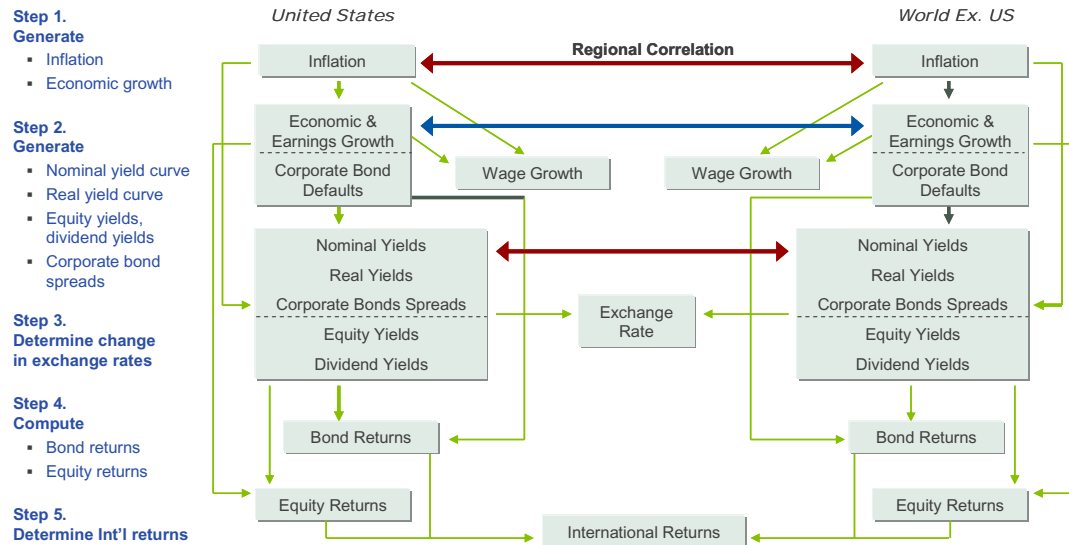 Step 1.
Generate
▪ Inflation
▪ Economic growth
Step 2.
Generate
▪ Nominal yield curve
▪ Real yield curve
▪ Equity yields,
dividend yields
▪ Corporate bond
spreads
Step 3.
Determine change
in exchange rates
Step 4.
Compute
▪ Bond returns
▪ Equity returns
Step 5.
Determine Int'l returns
United States
World Ex. US
Regional Correlation
Inflation
Inflation
Economic &
Earnings Growth
Corporate Bond
Defaults
Wage Growth
Wage Growth
Economic &
Earnings Growth
Corporate Bond
Defaults
Nominal Yields
Real Yields
Corporate Bonds Spreads
Equity Yields
Dividend Yields
Exchange
Rate
Nominal Yields
Real Yields
Corporate Bonds Spreads
Equity Yields
Dividend Yields
Bond Returns
Bond Returns
Equity Returns
Equity Returns
International Returns